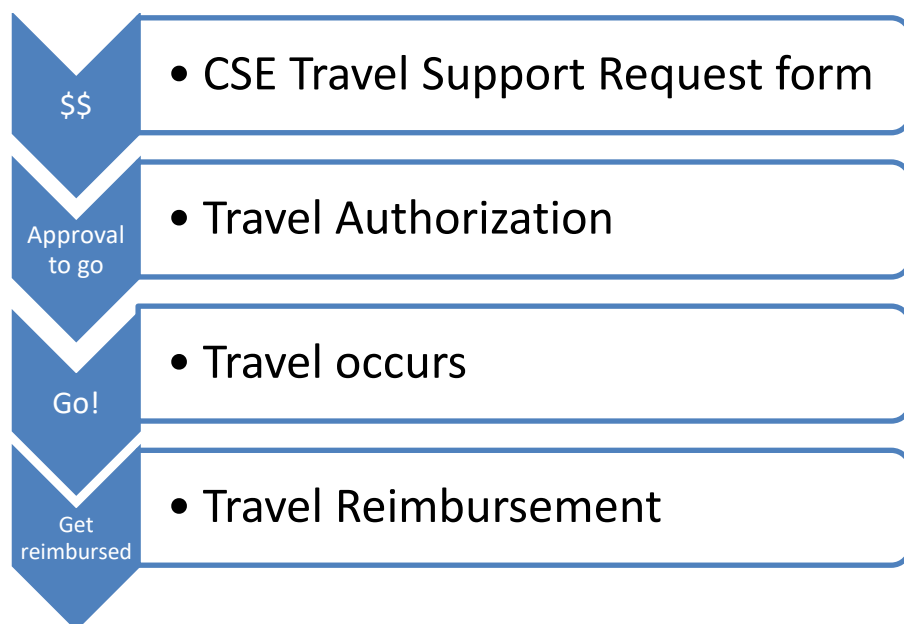 $$
• CSE Travel Support Request form
Approval
to go
• Travel Authorization
Go!
• Travel occurs
Get
reimbursed
• Travel Reimbursement